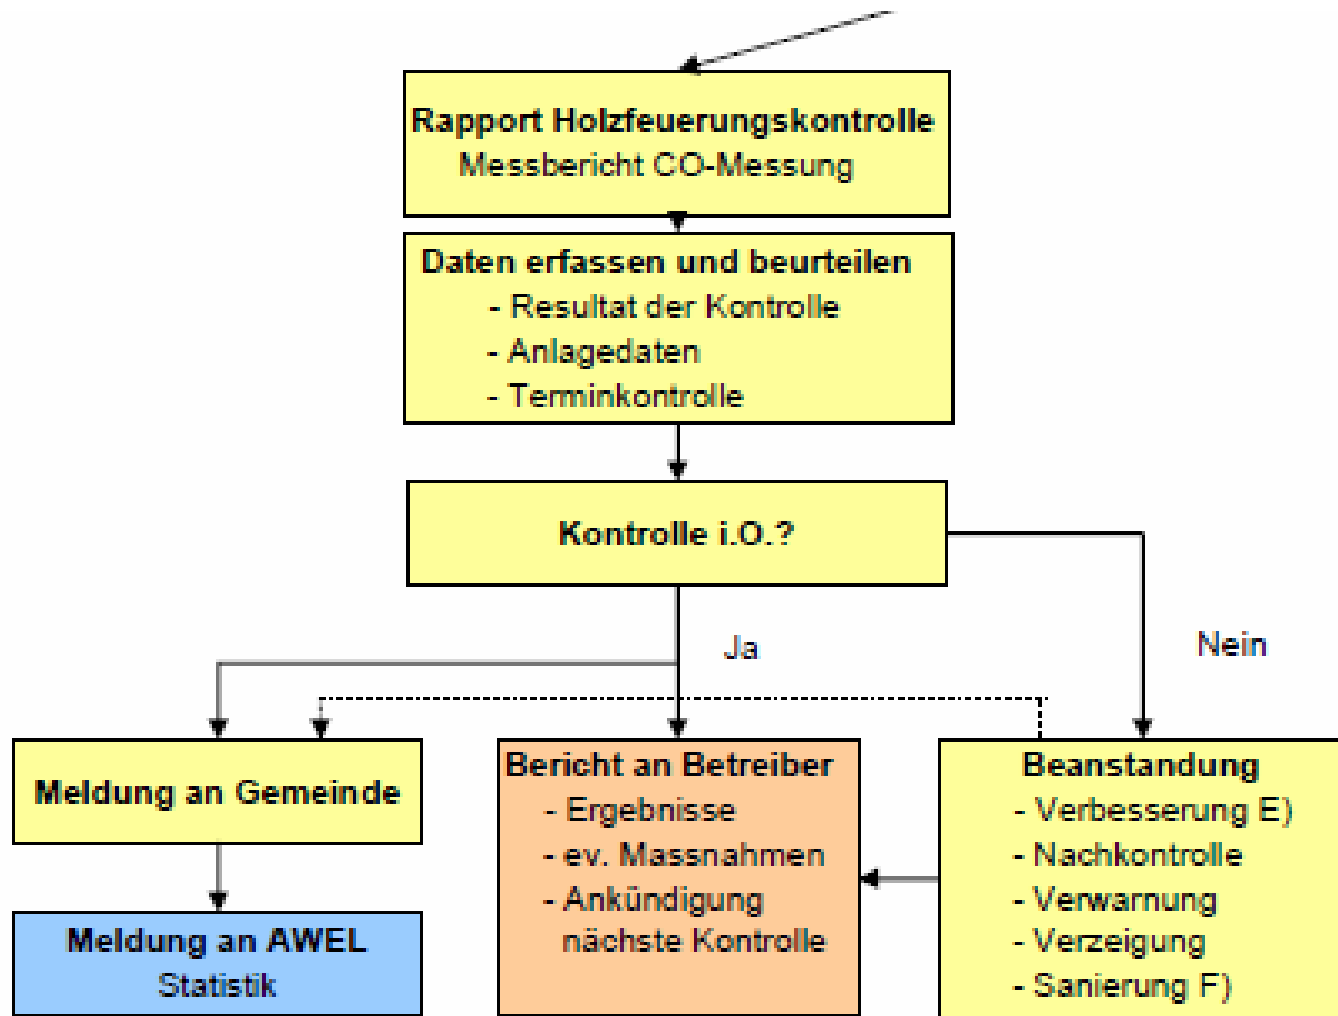 Rapport Holzfeuerungskontrolle
Messbericht CO-Messung
Daten erfassen und beurteilen
- Resultat der Kontrolle
- Anlagedaten
- Terminkontrolle
Kontrolle i.O.?
Ja
Nein
Meldung an Gemeinde
Meldung an AWEL
Statistik
Bericht an Betreiber
- Ergebnisse
- ev. Massnahmen
- Ankündigung
nächste Kontrolle
Beanstandung
- Verbesserung E)
- Nachkontrolle
- Verwarnung
- Verzeigung
- Sanierung F)